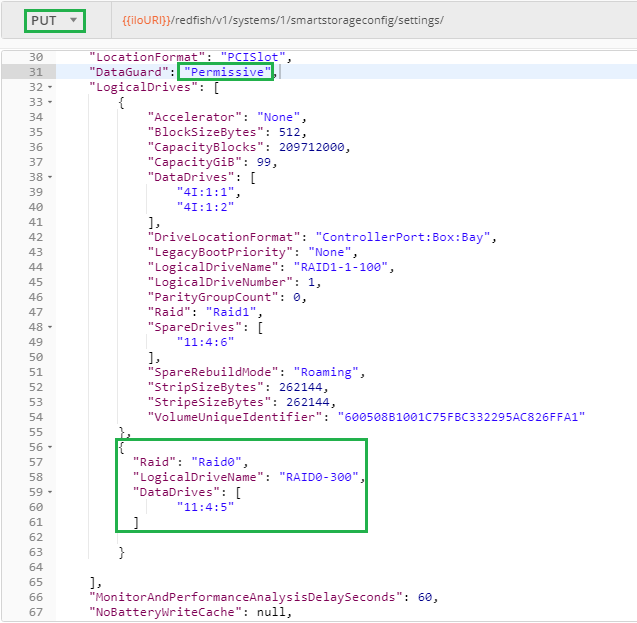 PUT {{iloURI}}/redfish/v1/systems/1/smartstorageconfig/settings/
30 "LocationFormat": "PCISlot",
31 "DataGuard": "Permissive",
32 "LogicalDrives": [
33 {
34 "Accelerator": "None",
35 "BlockSizeBytes": 512,
36 "CapacityBlocks": 209712000,
37 "CapacityGiB": 99,
38 "DataDrives": [
39 "4I:1:1",
40 "4I:1:2"
41 ],
42 "DriveLocationFormat": "ControllerPort:Box:Bay",
43 "LegacyBootPriority": "None",
44 "LogicalDriveName": "RAID1-1-100",
45 "LogicalDriveNumber": 1,
46 "ParityGroupCount": 0,
47 "Raid": "Raid1",
48 "SpareDrives": [
49 "11:4:6"
50 ],
51 "SpareRebuildMode": "Roaming",
52 "StripSizeBytes": 262144,
53 "StripeSizeBytes": 262144,
54 "VolumeUniqueIdentifier": "600508B1001C75FBC332295AC826FFA1"
55 },
56 {
57 "Raid": "Raid0",
58 "LogicalDriveName": "RAID0-300",
59 "DataDrives": [
60 "11:4:5"
61 ]
62
63 }
64
65 ],
66 "MonitorAndPerformanceAnalysisDelaySeconds": 60,
67 "NoBatteryWriteCache": null,